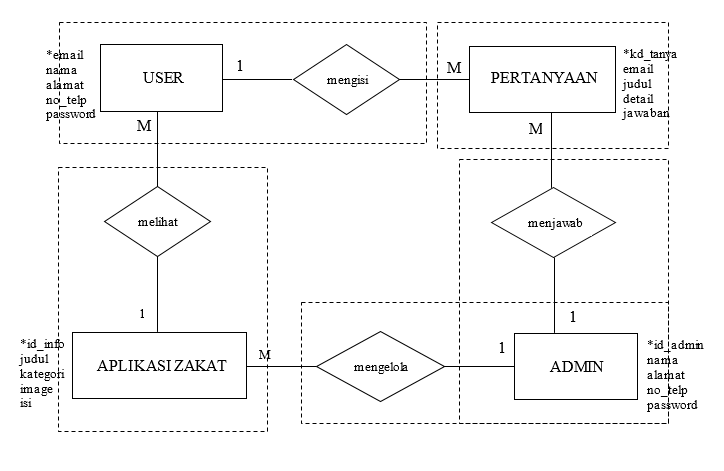 *email
nama
alamat
no_telp
password
USER
1
mengisi
M
PERTANYAAN
*kd_tanya
email
judul
detail
jawaban
M
M
melihat
menjawab
1
1
*id_info
judul
kategori
image
isi
APLIKASI ZAKAT
M
mengelola
1
ADMIN
*id_admin
nama
alamat
no_telp
password